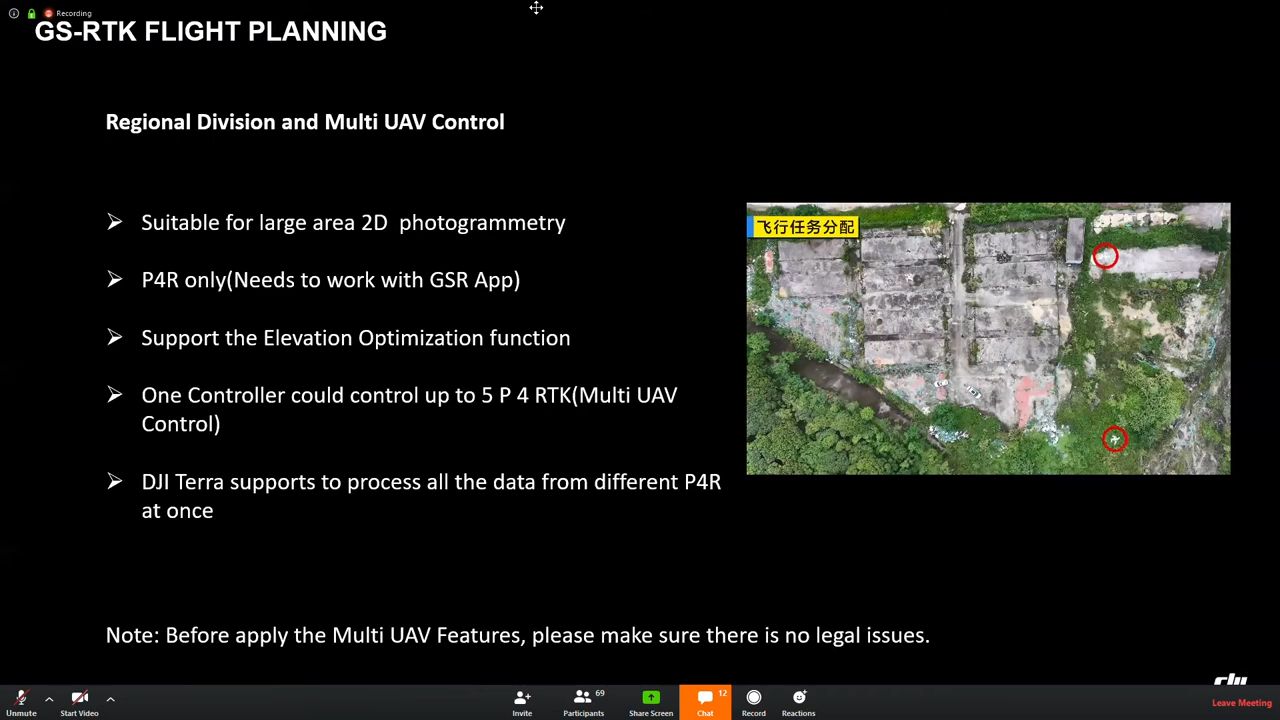 Recording
GS-RTK FLIGHT PLANNING
Regional Division and Multi UAV Control
Suitable for large area 2D photogrammetry
P4R only(Needs to work with GSR App)
Support the Elevation Optimization function
One Controller could control up to 5 P 4 RTK(Multi UAV
Control)
DJI Terra supports to process all the data from different P4R
at once
飞行任务分配
Note: Before apply the Multi UAV Features, please make sure there is no legal issues.
Unmute
Start Video
Invite
69
Participants
Share Screen
12
Chat
Record
Reactions
Leave Meeting